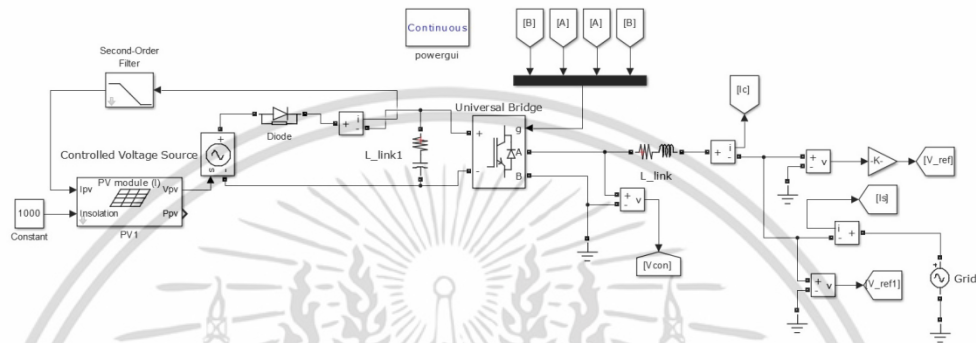 Continuous
powergui
[B]
[A]
[A]
[B]
Second-Order
Filter
Universal Bridge
g
A
B
+
-
Diode
+
i
-
L_link1
Controlled Voltage Source
+
s
-
PV module (I)
Ipv
Vpv
Insolation
Ppv
PV1
1000
Constant
L_link
+
i
-
[Ic]
+
v
-
[Vcon]
+
v
-
-K-
[V_ref]
[Is]
i
+
-
+
v
-
[V_ref1]
+
Grid